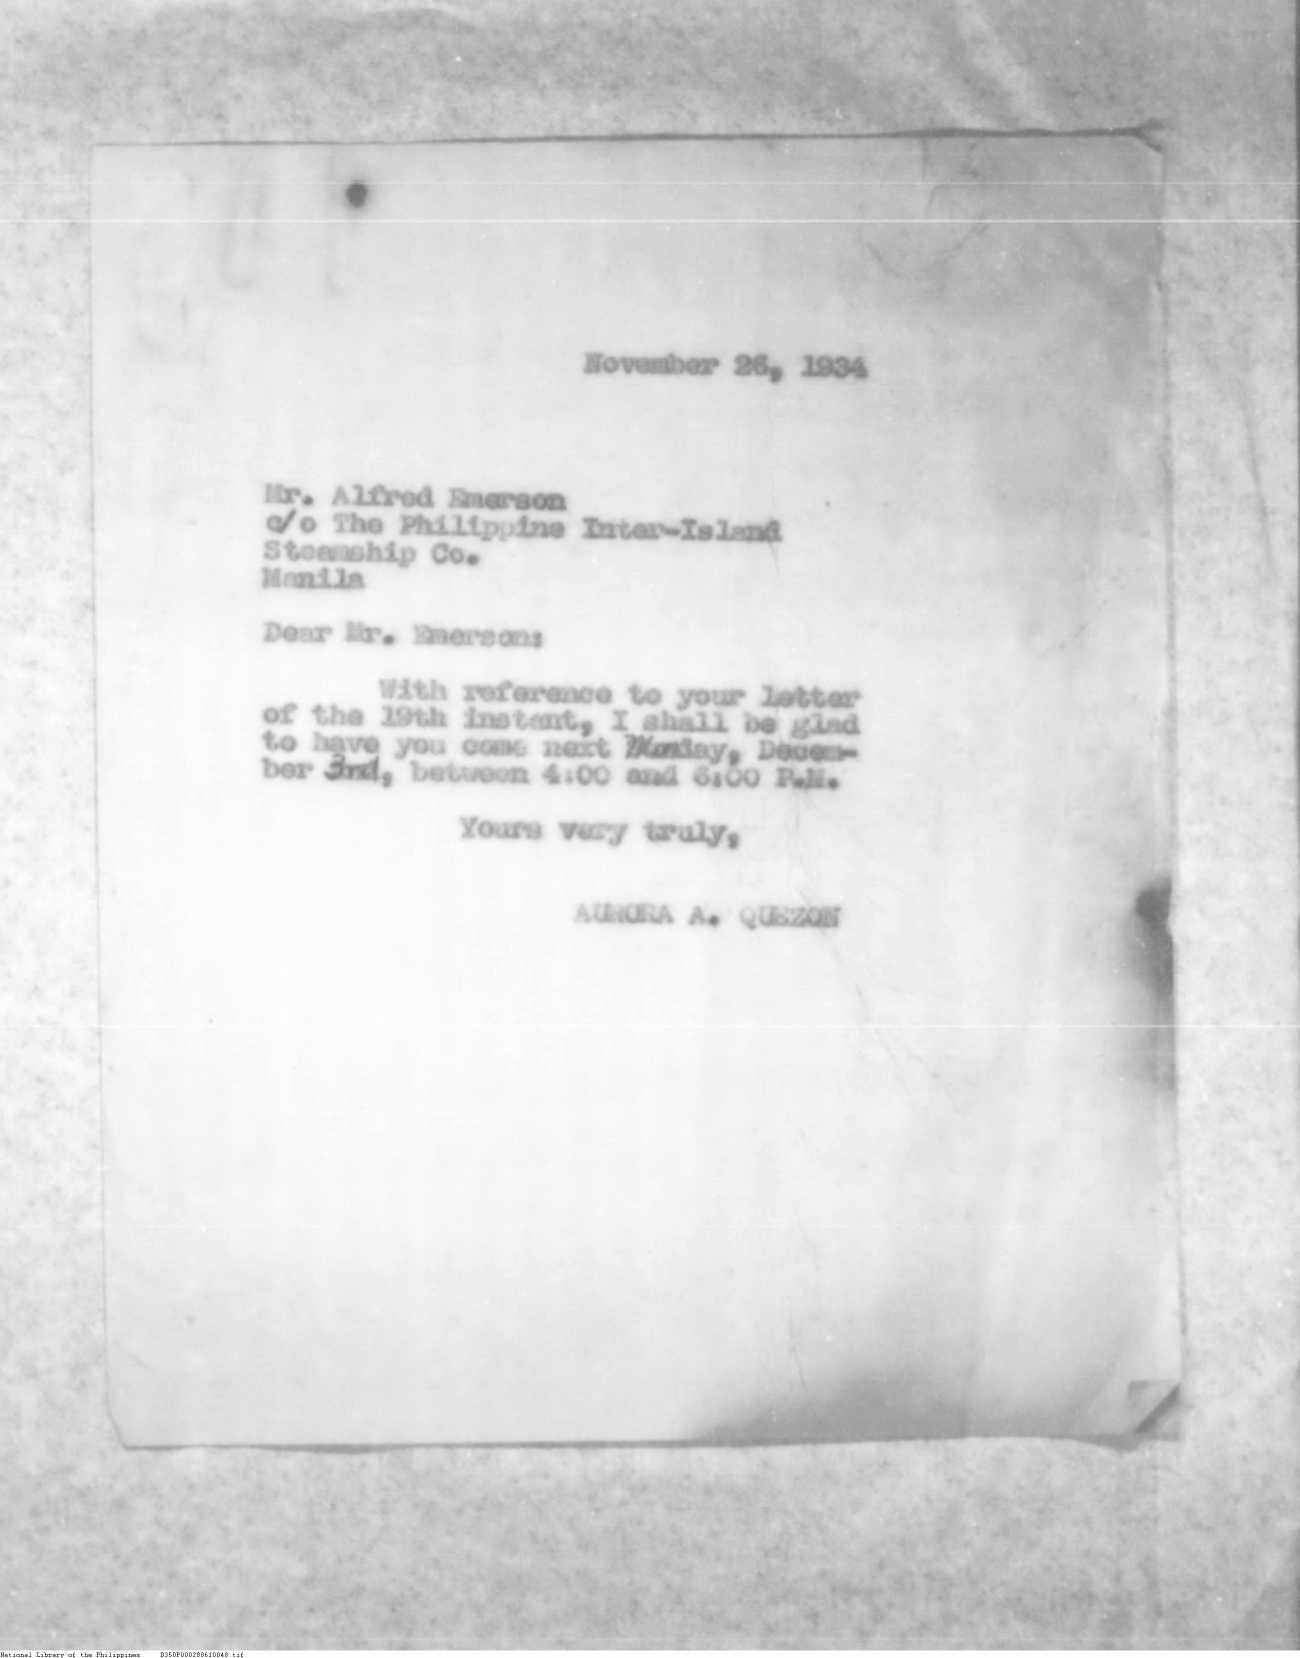 November 26, 1934
Mr. Alfred Emerson
c/o The Philippine Inter-Island
Steamship Co.
Manila
Dear Mr. Emerson:
With reference to your letter
of the 19th instant, I shall be glad
to have you come next Monday, Decem-
ber 3rd, between 4:00 and 6:00 P.M.
Yours very truly,
AURORA A. QUEZON
National Library of the Philippines D350P000288610048.tif